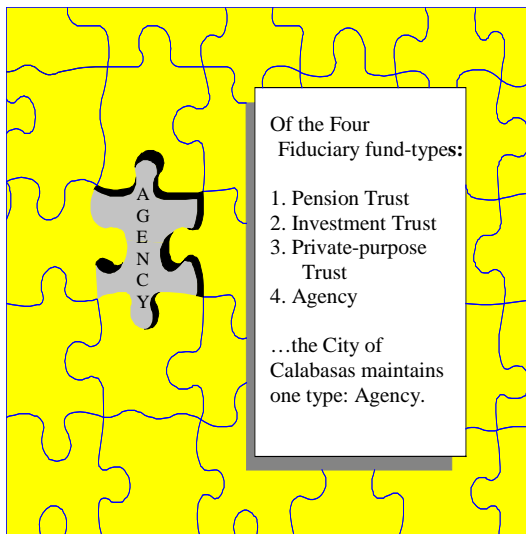 AGENCY
Of the Four
Fiduciary fund-types:
1. Pension Trust
2. Investment Trust
3. Private-purpose
Trust
4. Agency
…the City of
Calabasas maintains
one type: Agency.